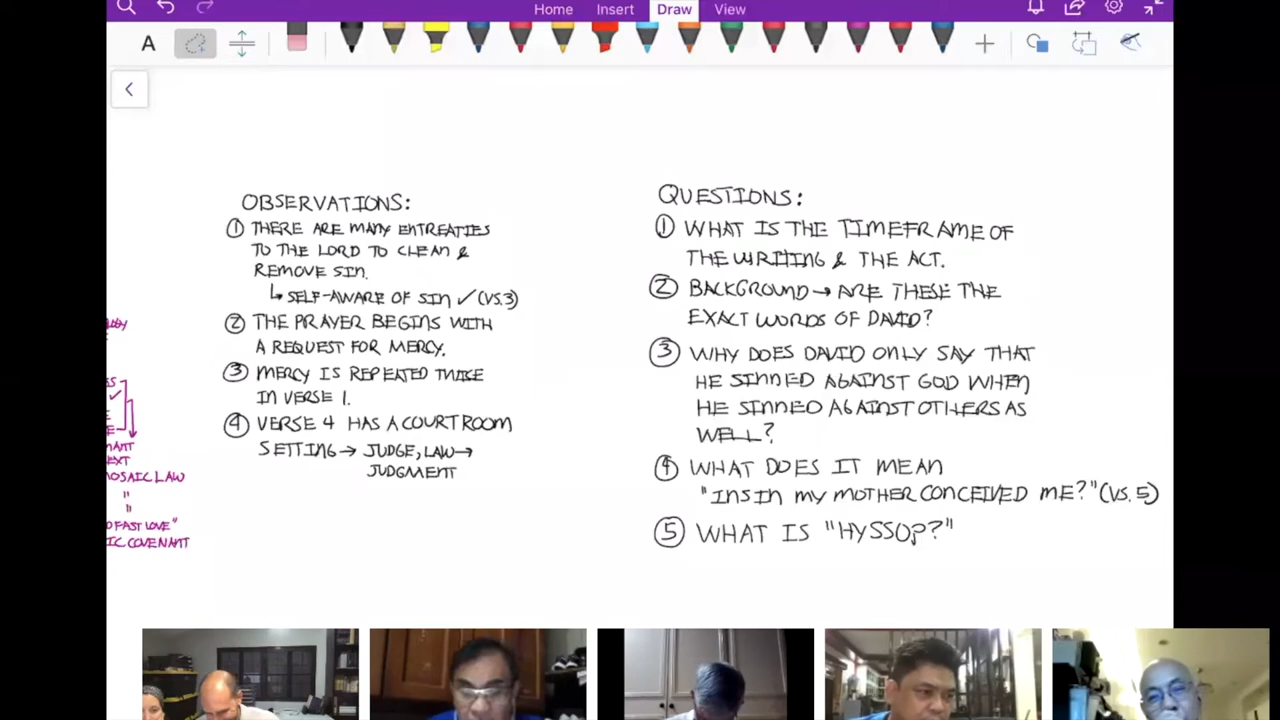 Home Insert Draw View
A
OBSERVATIONS:
① THERE ARE MANY ENTREATIES
TO THE LORD TO CLEAN &
REMOVE SIN.
↳ SELF-AWARE OF SIN ✓ (VS.3)
② THE PRAYER BEGINS WITH
A REQUEST FOR MERCY.
③ MERCY IS REPEATED TWICE
IN VERSE 1.
④ VERSE 4 HAS A COURTROOM
SETTING → JUDGE, LAW →
JUDGMENT
QUESTIONS:
① WHAT IS THE TIMEFRAME OF
THE WRITING & THE ACT.
② BACKGROUND → ARE THESE THE
EXACT WORDS OF DAVID?
③ WHY DOES DAVID ONLY SAY THAT
HE SINNED AGAINST GOD WHEN
HE SINNED AGAINST OTHERS AS
WELL?
④ WHAT DOES IT MEAN
"IN SIN MY MOTHER CONCEIVED ME?" (VS. 5)
⑤ WHAT IS "HYSSOP?"
OSAIC LAW
"
"
FAST LOVE"
IC COVENANT